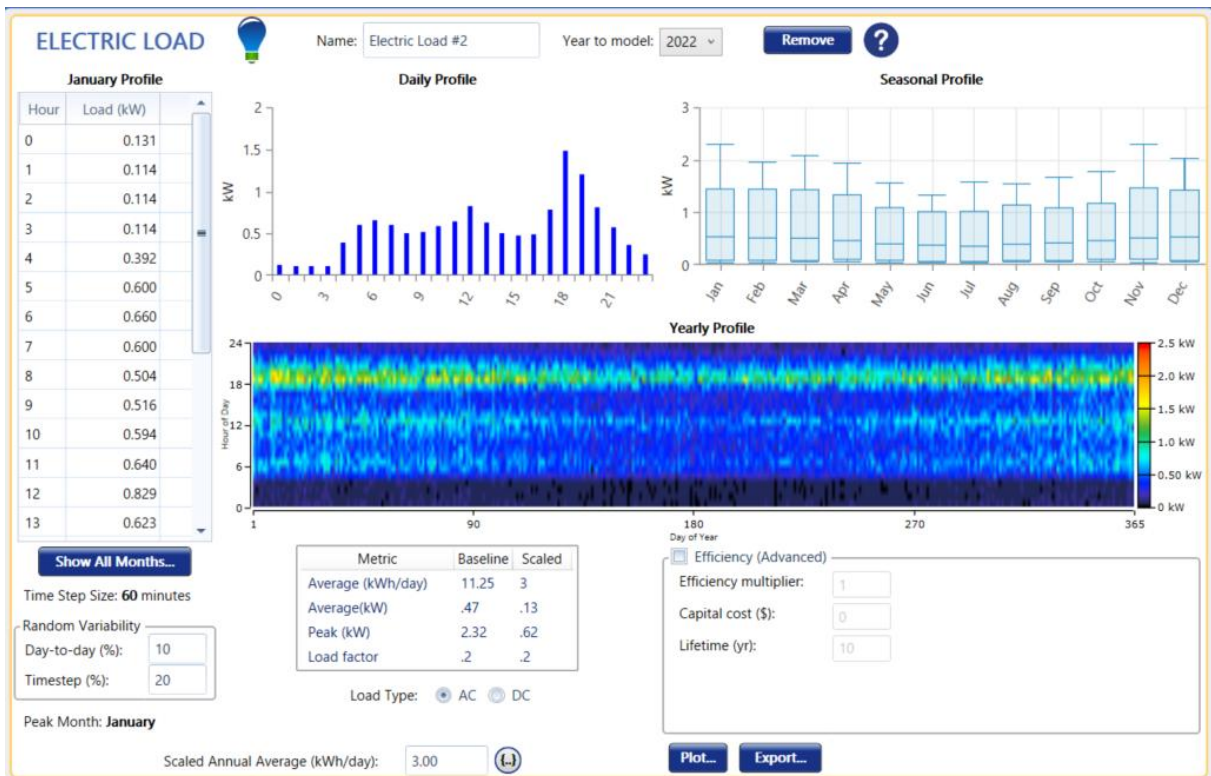 ELECTRIC LOAD
Name: Electric Load #2
Year to model: 2022
Remove
?
January Profile
Hour Load (kW)
0 0.131
1 0.114
2 0.114
3 0.114
4 0.392
5 0.600
6 0.660
7 0.600
8 0.504
9 0.516
10 0.594
11 0.640
12 0.829
13 0.623
Show All Months...
Time Step Size: 60 minutes
Random Variability
Day-to-day (%): 10
Timestep (%): 20
Peak Month: January
Daily Profile
kW
2
1.5
1
0.5
0
0 3 6 9 12 15 18 21
Seasonal Profile
kW
3
2
1
0
Jan Feb Mar Apr May Jun Jul Aug Sep Oct Nov Dec
Yearly Profile
Hour of Day
24
18
12
6
0
1 90 180 270 365
Day of Year
2.5 kW
2.0 kW
1.5 kW
1.0 kW
0.50 kW
0 kW
Metric Baseline Scaled
Average (kWh/day) 11.25 3
Average(kW) .47 .13
Peak (kW) 2.32 .62
Load factor .2 .2
Load Type: AC DC
Efficiency (Advanced)
Efficiency multiplier: 1
Capital cost ($): 0
Lifetime (yr): 10
Scaled Annual Average (kWh/day): 3.00 {..}
Plot... Export...